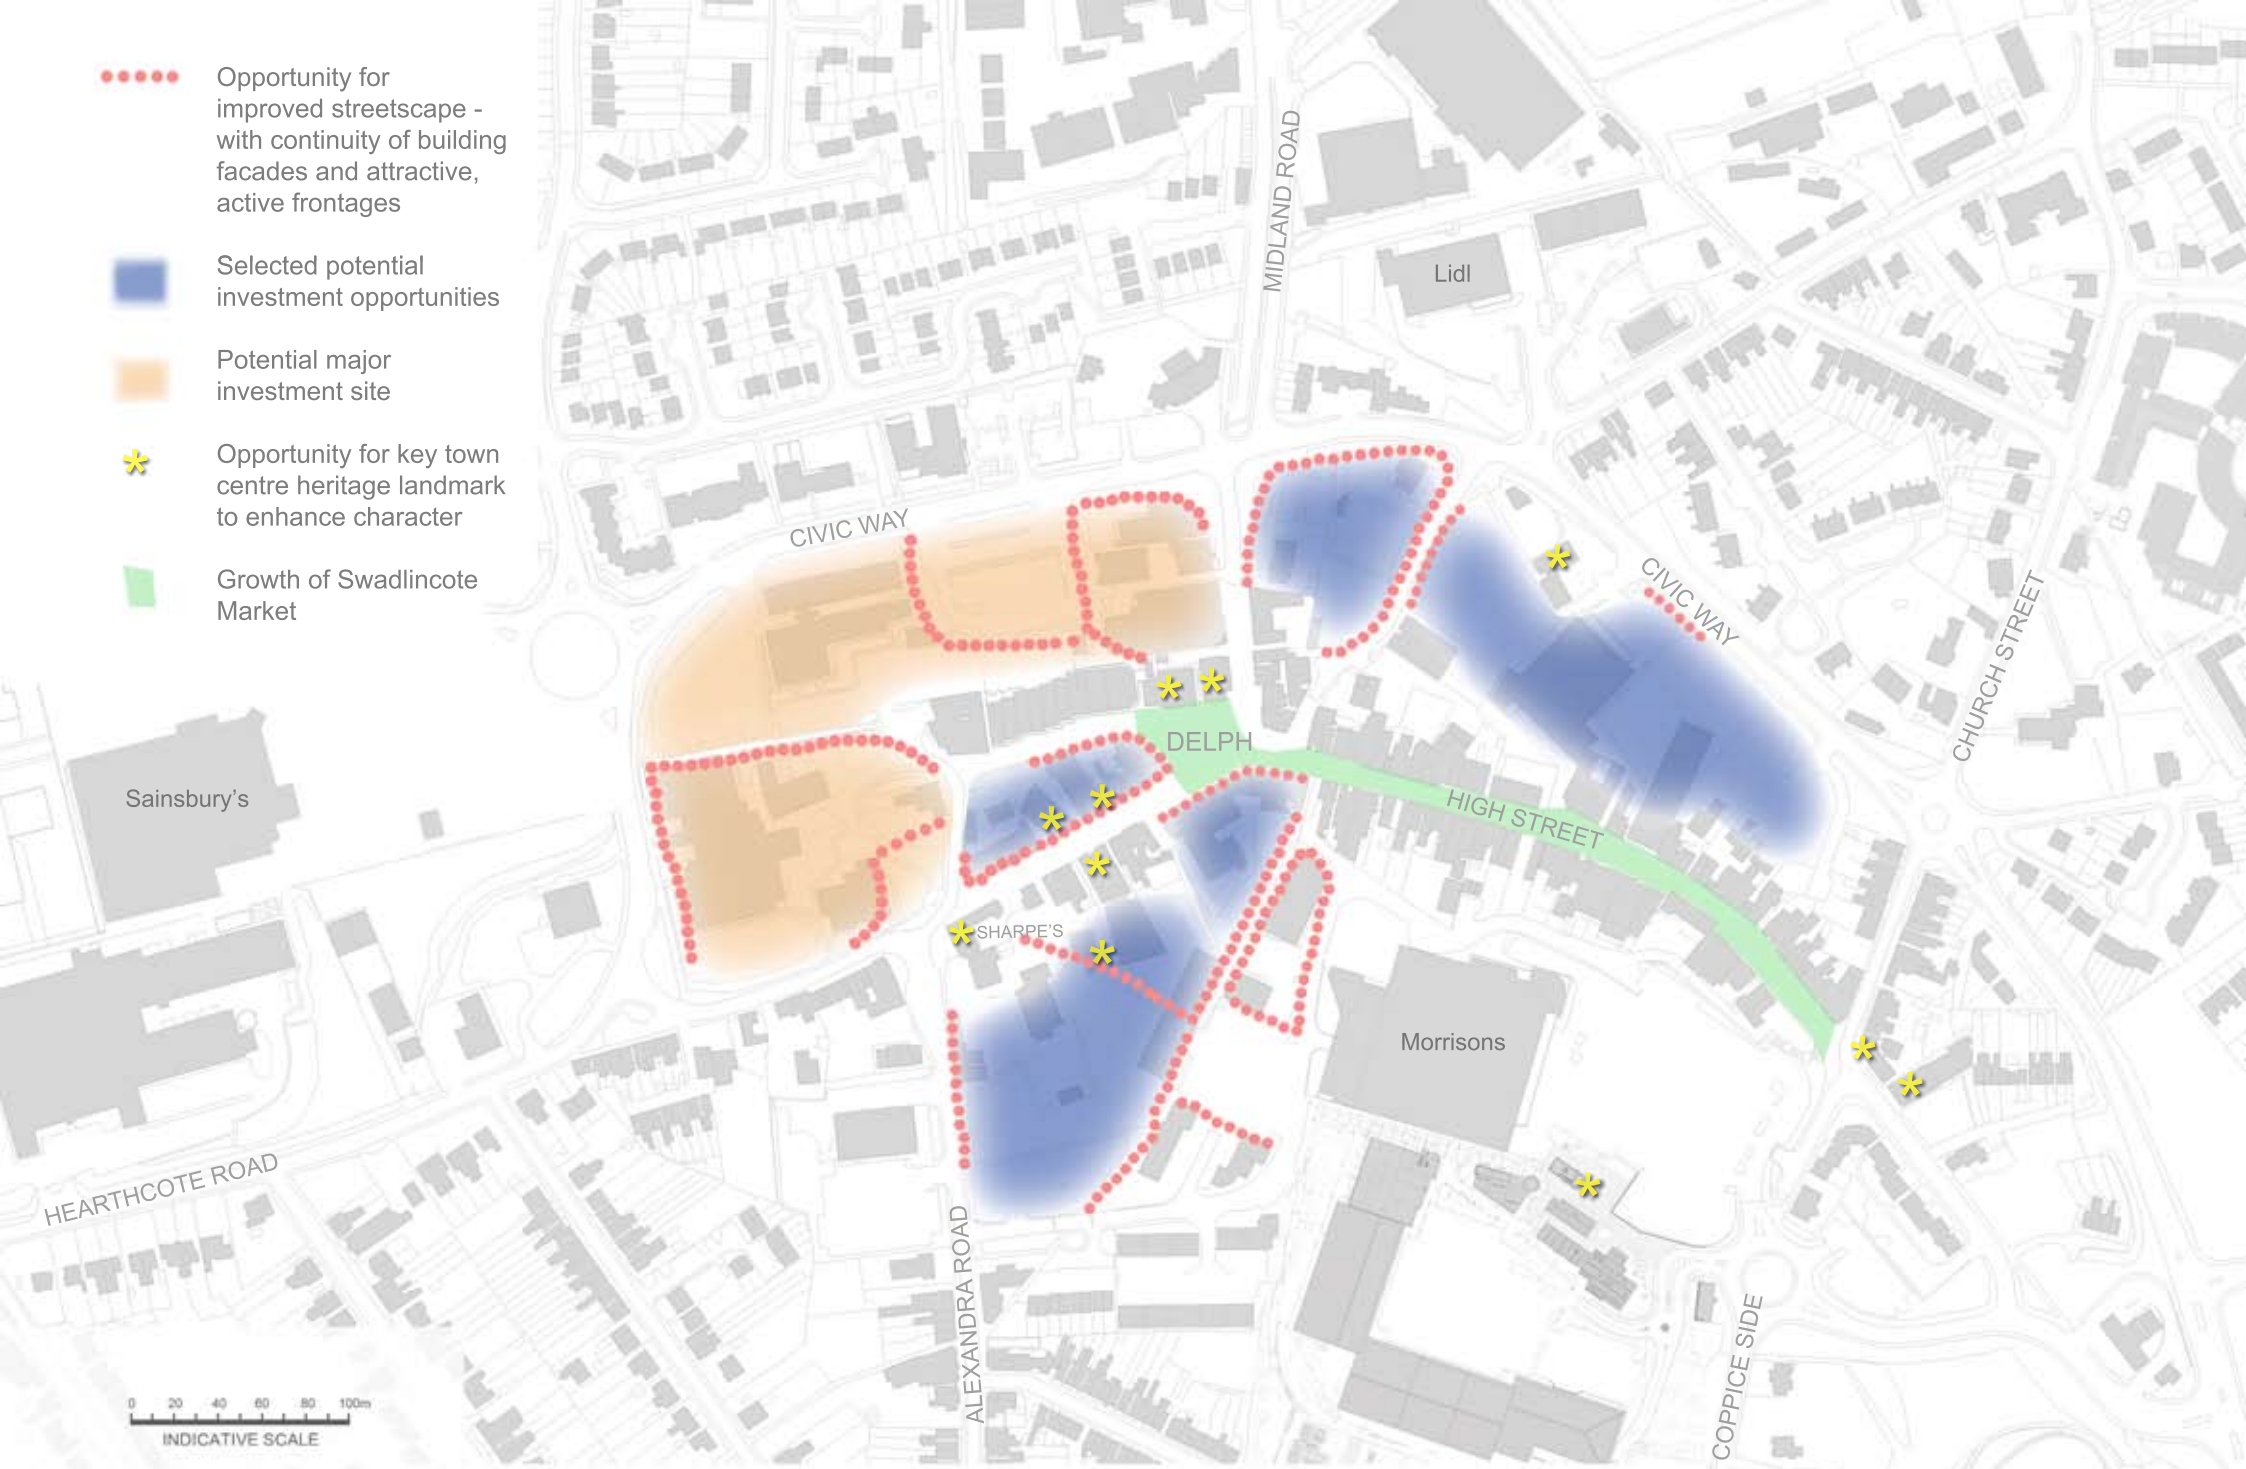 Opportunity for
improved streetscape -
with continuity of building
facades and attractive,
active frontages
Selected potential
investment opportunities
Potential major
investment site
Opportunity for key town
centre heritage landmark
to enhance character
Growth of Swadlincote
Market
MIDLAND ROAD
Lidl
CIVIC WAY
CIVIC WAY
CHURCH STREET
DELPH
Sainsbury's
HIGH STREET
SHARPE'S
Morrisons
HEARTHCOTE ROAD
ALEXANDRA ROAD
COPPICE SIDE
0 20 40 60 80 100m
INDICATIVE SCALE